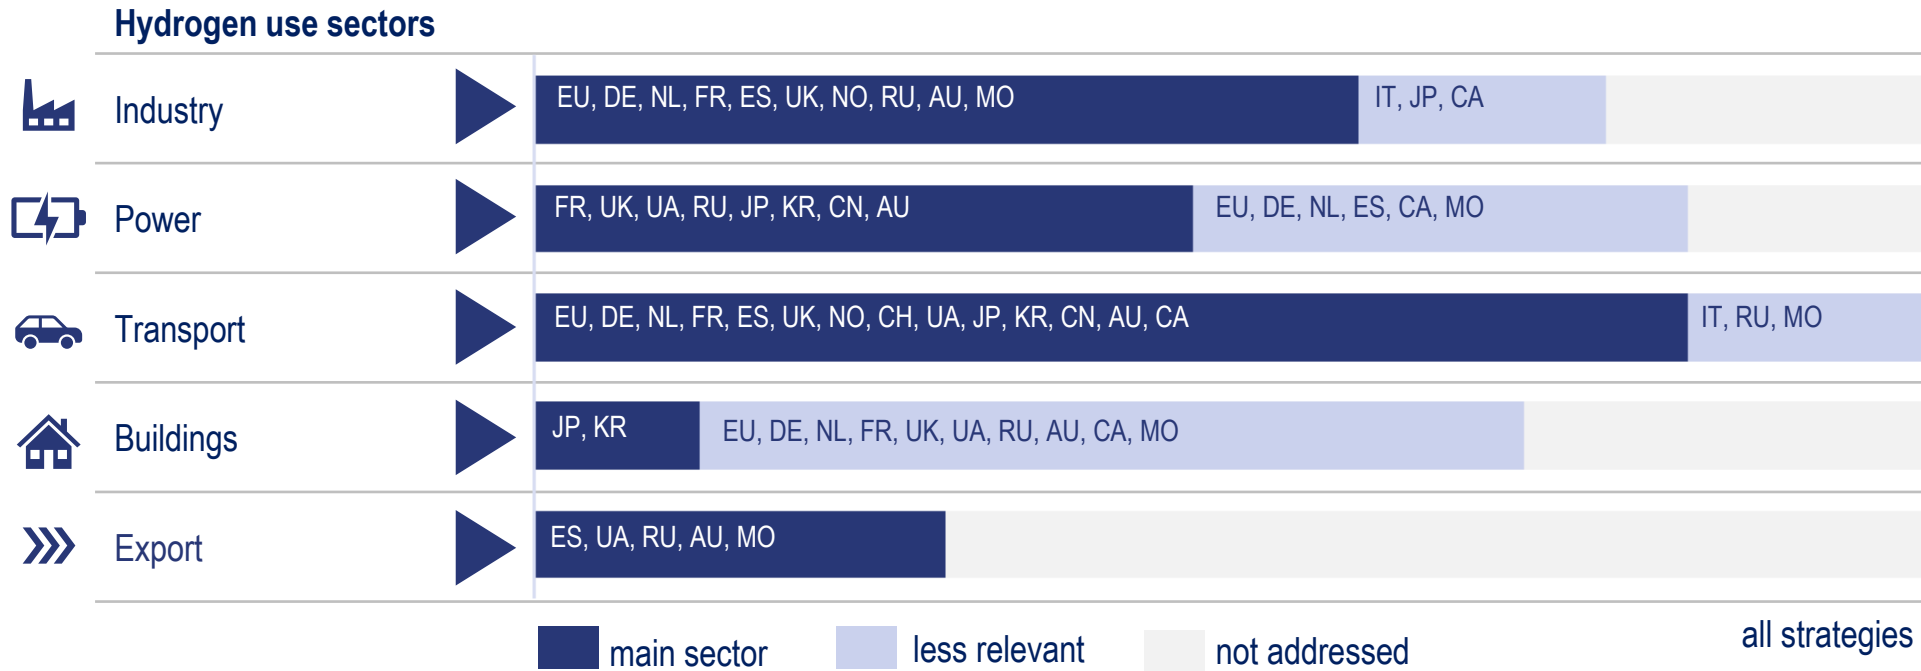 Hydrogen use sectors
Industry
EU, DE, NL, FR, ES, UK, NO, RU, AU, MO
IT, JP, CA
Power
FR, UK, UA, RU, JP, KR, CN, AU
EU, DE, NL, ES, CA, MO
Transport
EU, DE, NL, FR, ES, UK, NO, CH, UA, JP, KR, CN, AU, CA
IT, RU, MO
Buildings
JP, KR
EU, DE, NL, FR, UK, UA, RU, AU, CA, MO
Export
ES, UA, RU, AU, MO
main sector
less relevant
not addressed
all strategies